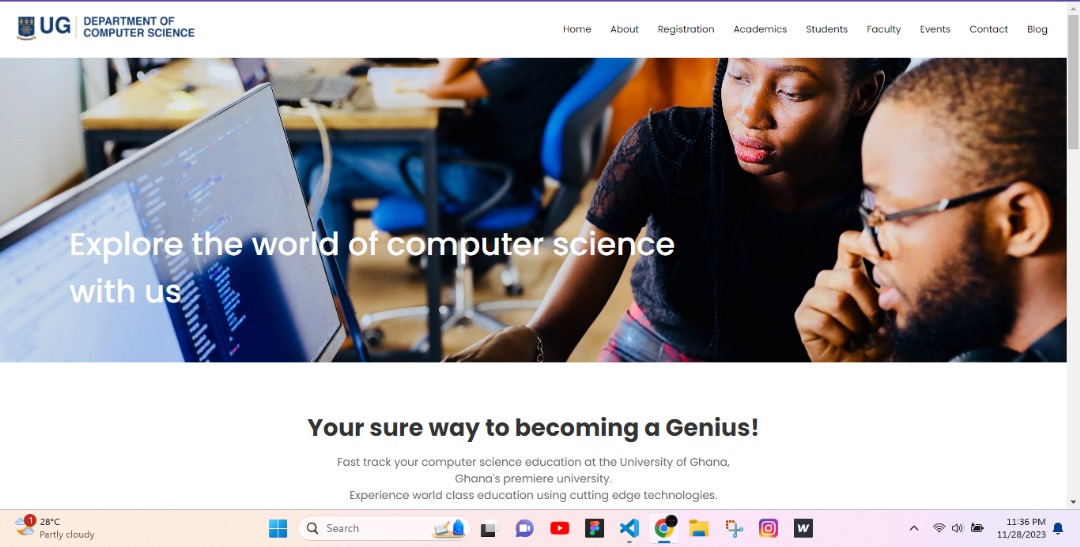 UG DEPARTMENT OF
COMPUTER SCIENCE
Home About Registration Academics Students Faculty Events Contact Blog
Explore the world of computer science
with us
Your sure way to becoming a Genius!
Fast track your computer science education at the University of Ghana,
Ghana's premiere university.
Experience world class education using cutting edge technologies.
1
28°C
Partly cloudy
Search
W
11:36 PM
11/28/2023